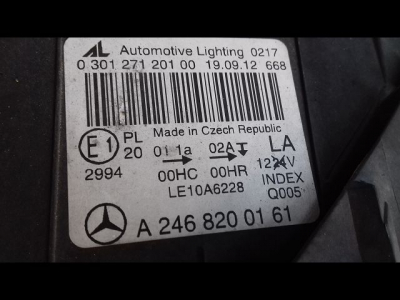 AL Automotive Lighting 0217
0 301 271 201 00 19.09.12 668
Made in Czech Republic
E1 PL 01 1a 02A LA
20 12V
2994 00HC 00HR INDEX
LE10A6228 Q005
A 246 820 01 61